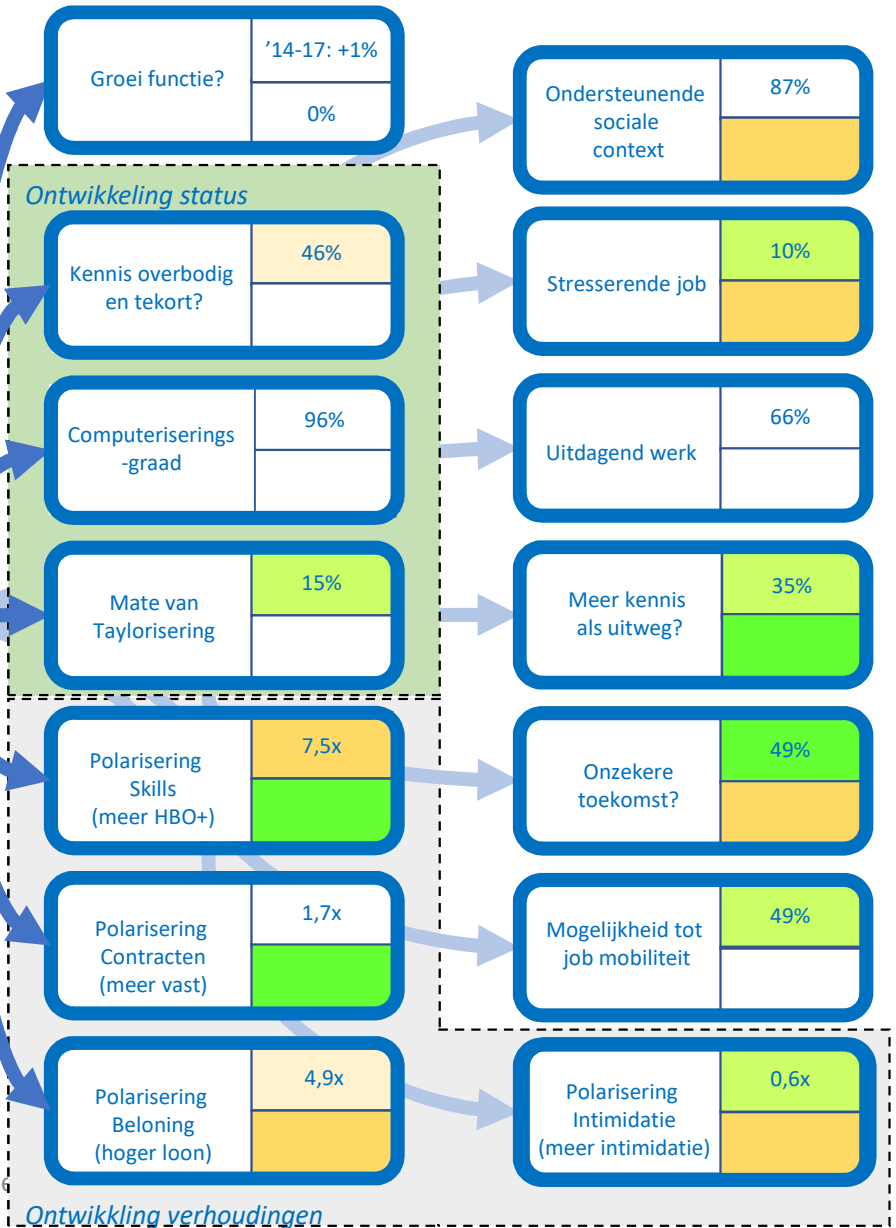 Groei functie?
’14-17: +1%
0%
Ontwikkeling status
Kennis overbodig
en tekort?
46%
Computeriserings
-graad
96%
Mate van
Taylorisering
15%
Polarisering
Skills
(meer HBO+)
7,5x
Polarisering
Contracten
(meer vast)
1,7x
Polarisering
Beloning
(hoger loon)
4,9x
Ontwikkling verhoudingen
Ondersteunende
sociale
context
87%
Stresserende job
10%
Uitdagend werk
66%
Meer kennis
als uitweg?
35%
Onzekere
toekomst?
49%
Mogelijkheid tot
job mobiliteit
49%
Polarisering
Intimidatie
(meer intimidatie)
0,6x